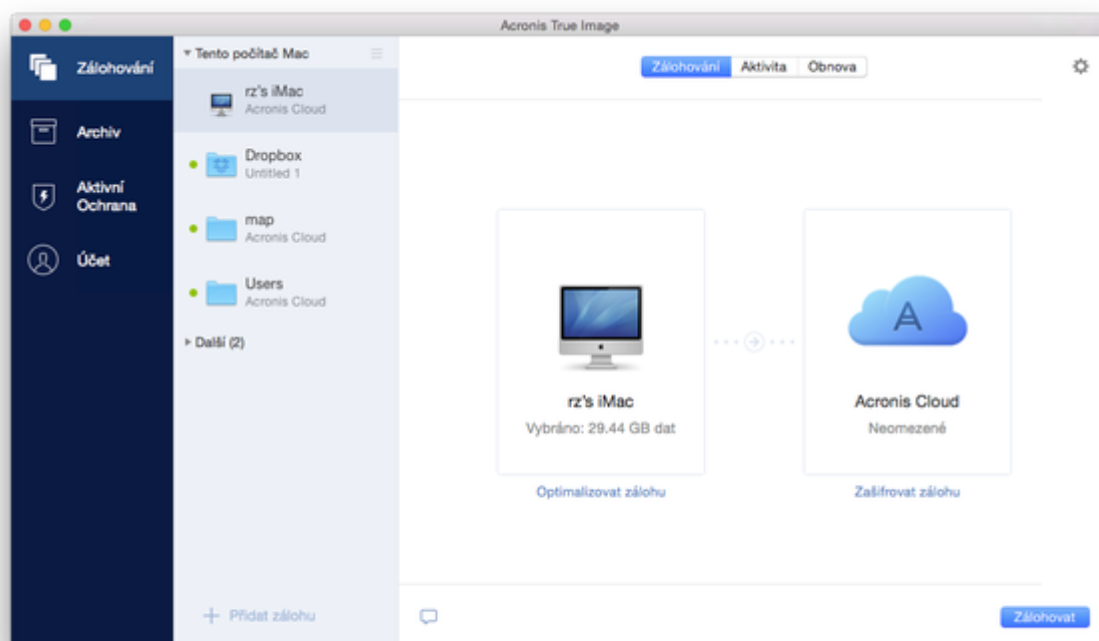 Acronis True Image
Zálohování
Archiv
Aktivní
Ochrana
Účet
Tento počítač Mac
rz's iMac
Acronis Cloud
Dropbox
Untitled 1
map
Acronis Cloud
Users
Acronis Cloud
Další (2)
Přidat zálohu
Zálohování Aktivita Obnova
rz's iMac
Vybráno: 29.44 GB dat
Optimalizovat zálohu
Acronis Cloud
Neomezené
Zašifrovat zálohu
Zálohovat